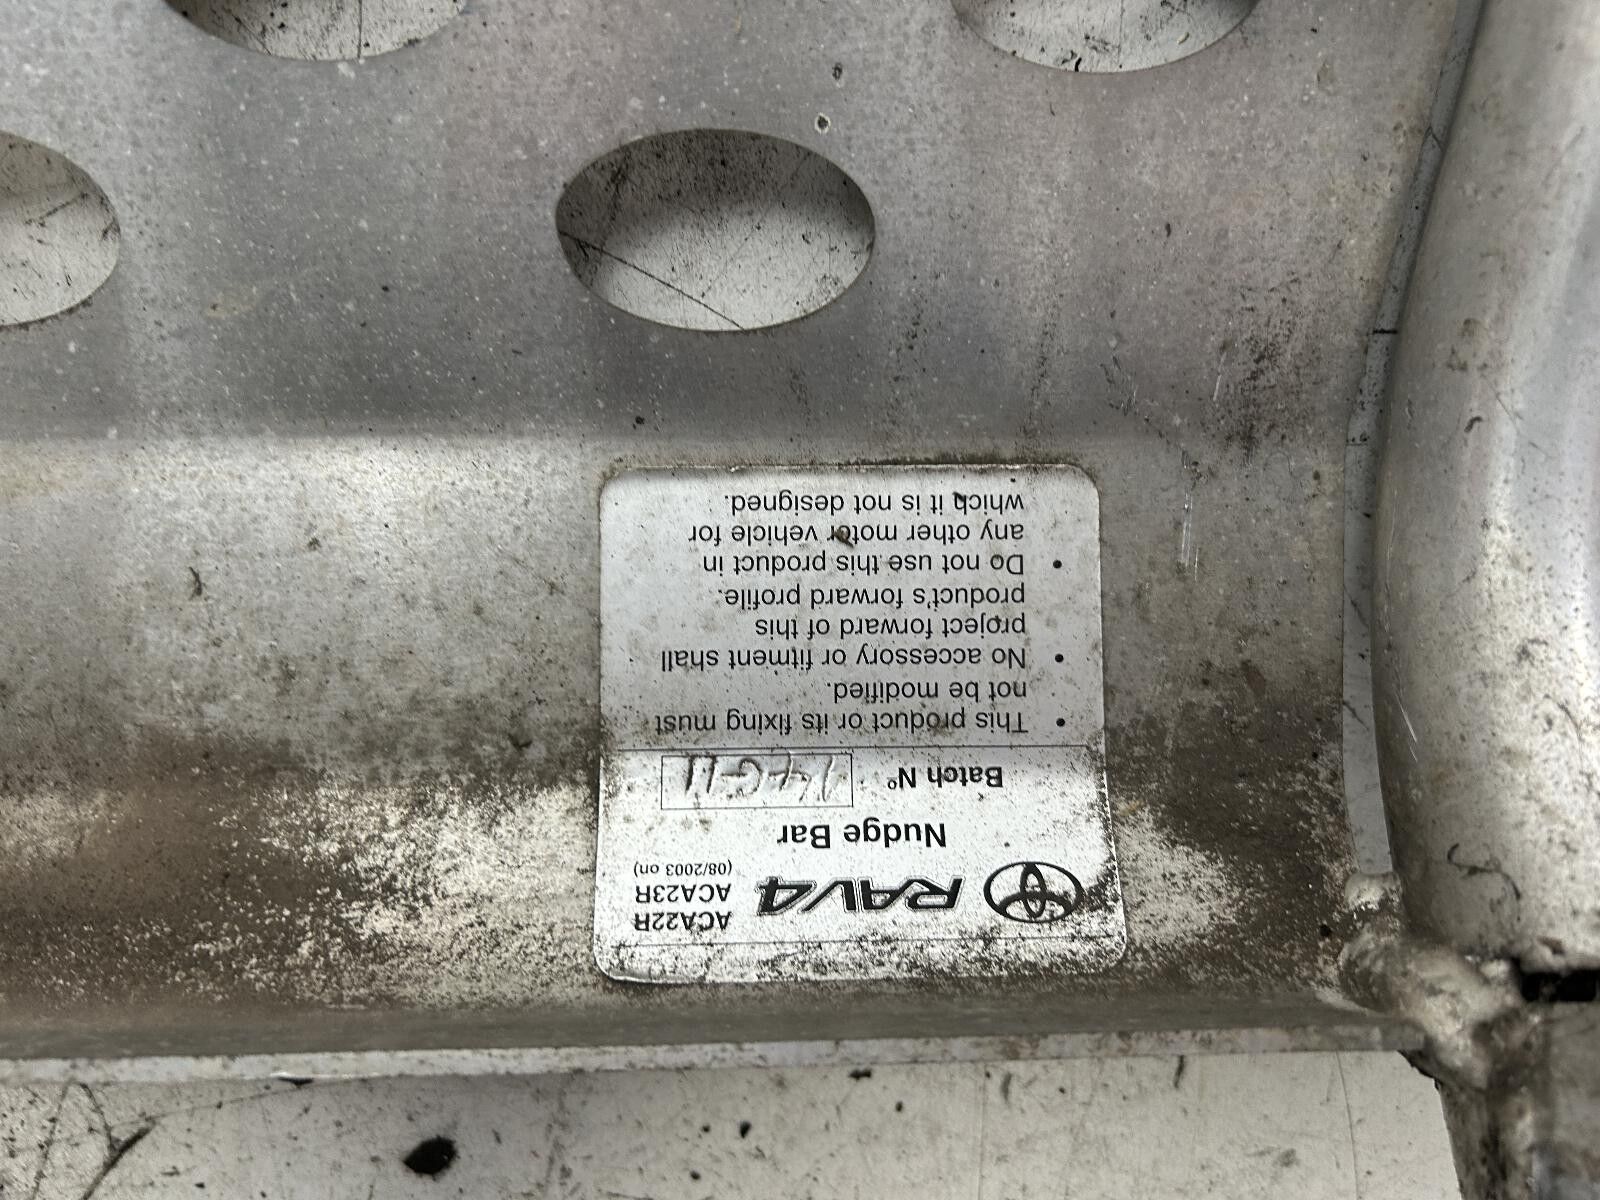 RAV4
ACA22R
ACA23R
(08/2003 on)
Nudge Bar
Batch Nº
• This product or its fixing must
not be modified.
• No accessory or fitment shall
project forward of this
product's forward profile.
• Do not use this product in
any other motor vehicle for
which it is not designed.